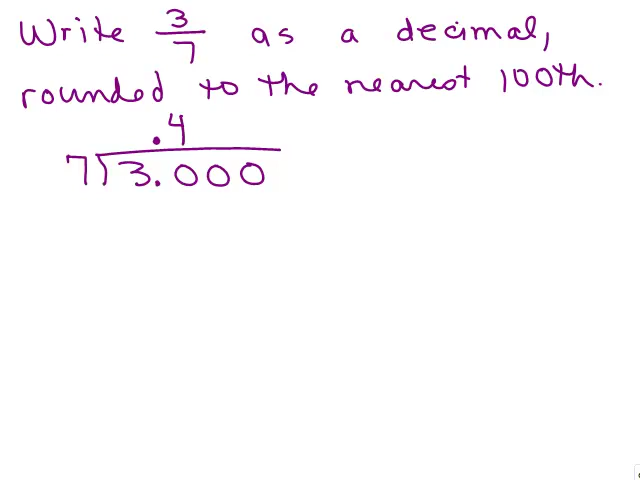 Write 3/7 as a decimal,
rounded to the nearest 100th.
.4
7)3.000